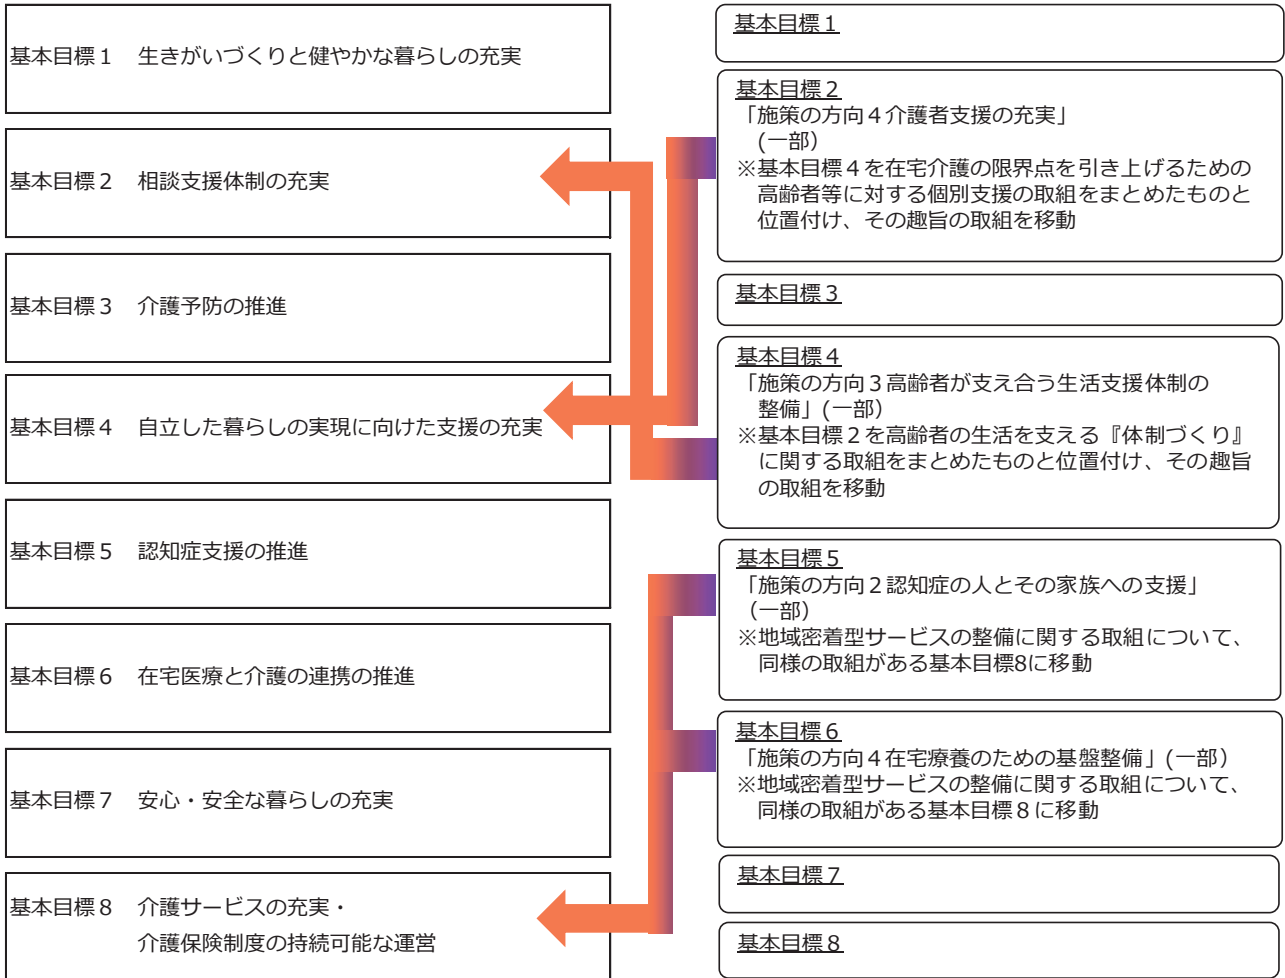 基本目標１　生きがいづくりと健やかな暮らしの充実
基本目標２　相談支援体制の充実
基本目標３　介護予防の推進
基本目標４　自立した暮らしの実現に向けた支援の充実
基本目標５　認知症支援の推進
基本目標６　在宅医療と介護の連携の推進
基本目標７　安心・安全な暮らしの充実
基本目標８　介護サービスの充実・
介護保険制度の持続可能な運営
基本目標１
基本目標２
「施策の方向４介護者支援の充実」
(一部）
※基本目標４を在宅介護の限界点を引き上げるための
高齢者等に対する個別支援の取組をまとめたものと
位置付け、その趣旨の取組を移動
基本目標３
基本目標４
「施策の方向３高齢者が支え合う生活支援体制の
整備」(一部）
※基本目標２を高齢者の生活を支える『体制づくり』
に関する取組をまとめたものと位置付け、その趣旨
の取組を移動
基本目標５
「施策の方向２認知症の人とその家族への支援」
（一部）
※地域密着型サービスの整備に関する取組について、
同様の取組がある基本目標8に移動
基本目標６
「施策の方向４在宅療養のための基盤整備」(一部）
※地域密着型サービスの整備に関する取組について、
同様の取組がある基本目標８に移動
基本目標７
基本目標８